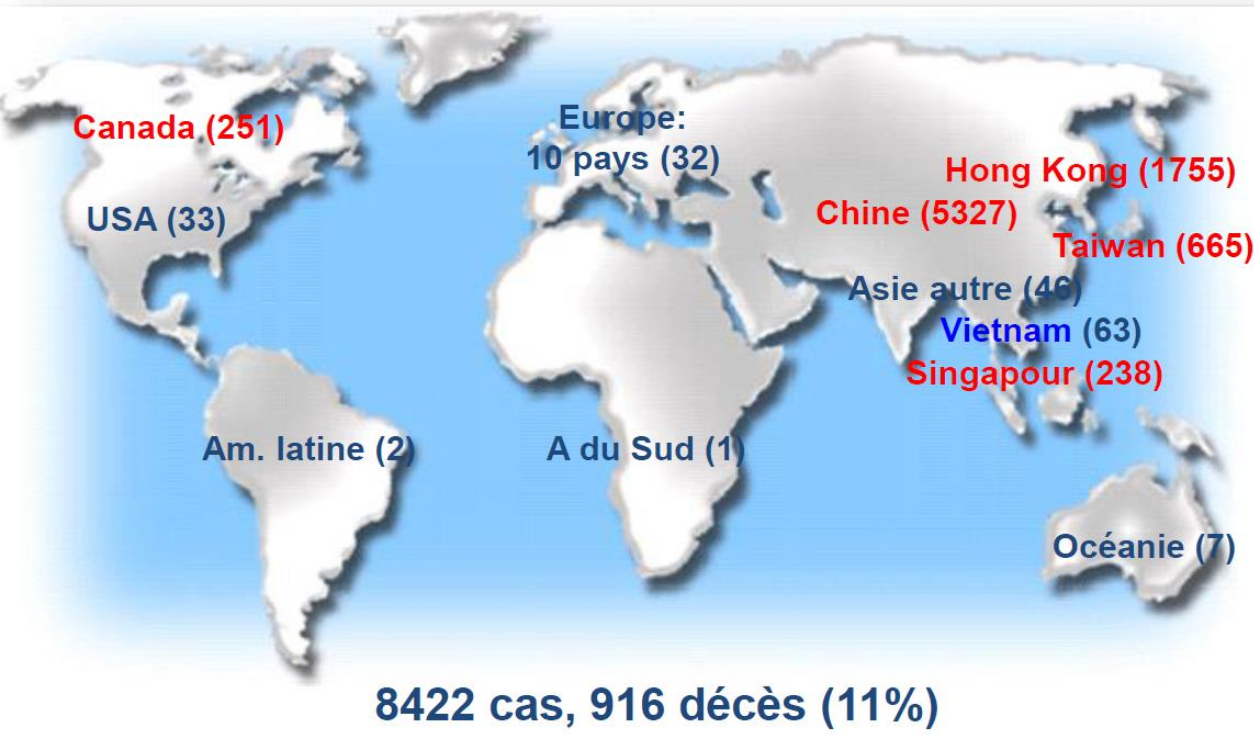 Canada (251)
Europe:
10 pays (32)
Hong Kong (1755)
USA (33)
Chine (5327)
Taiwan (665)
Asie autre (46)
Vietnam (63)
Singapour (238)
Am. latine (2)
A du Sud (1)
Océanie (7)
8422 cas, 916 décès (11%)